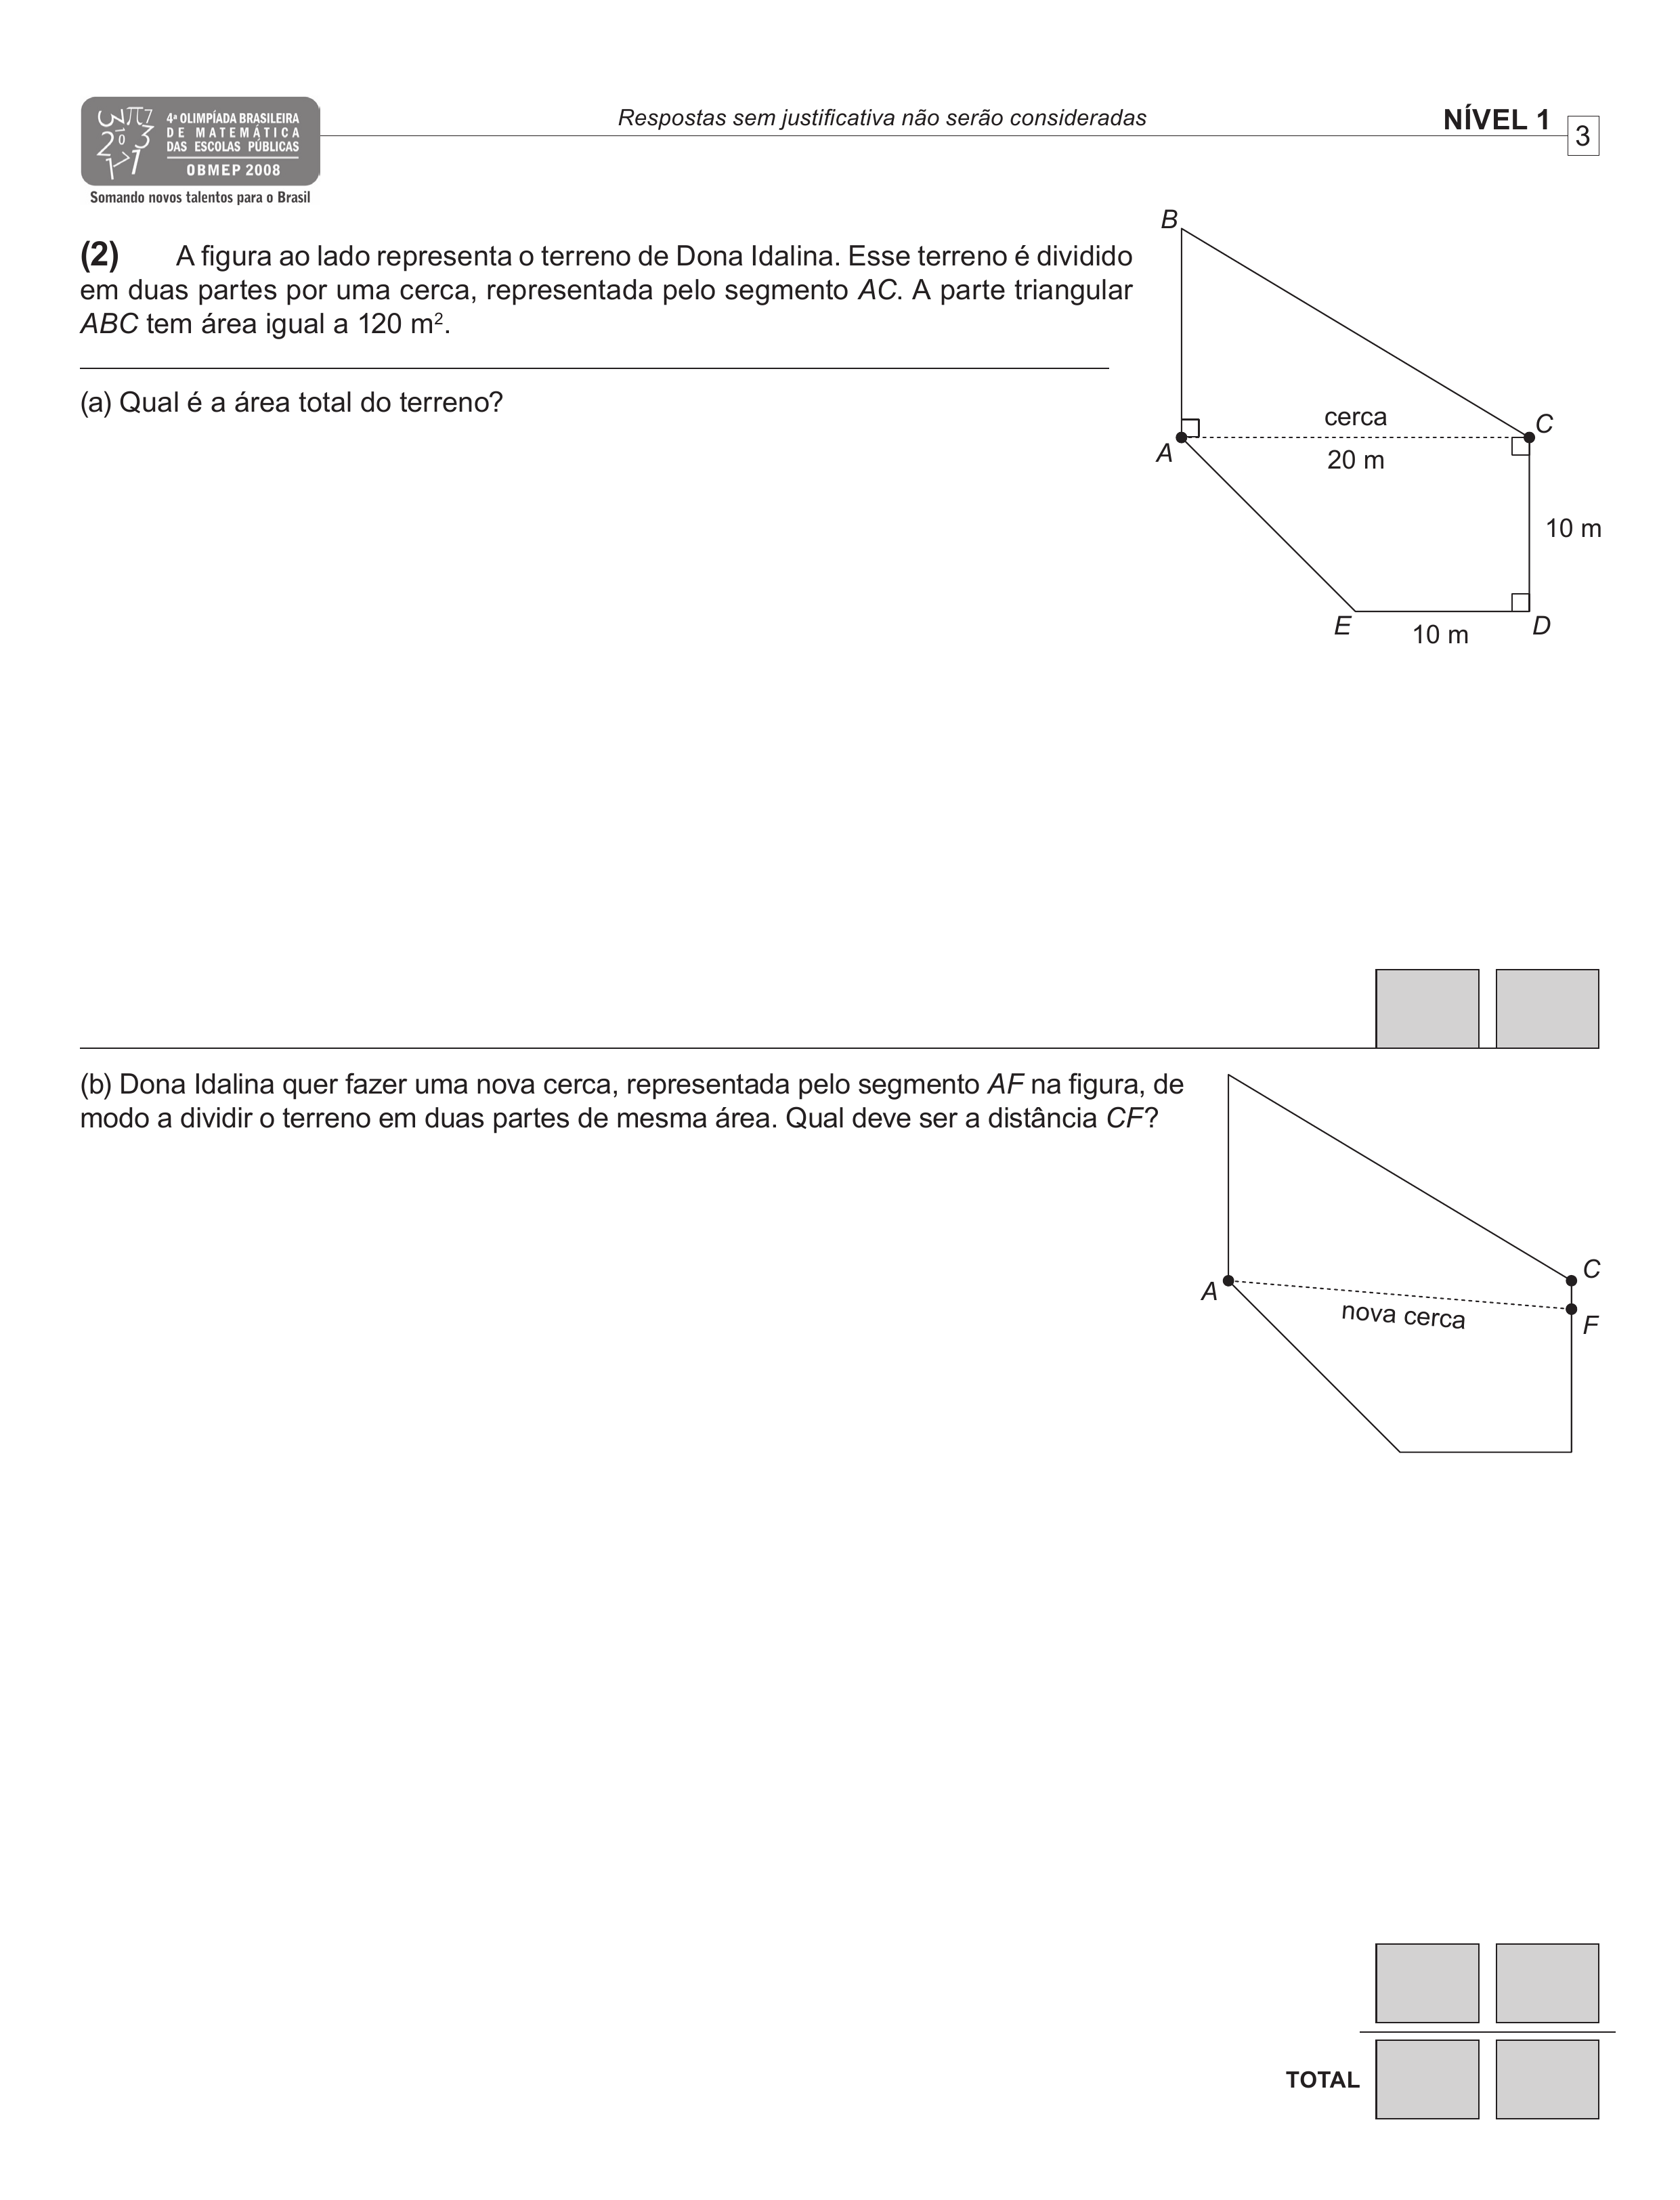 4ª OLIMPÍADA BRASILEIRA
DE MATEMÁTICA
DAS ESCOLAS PÚBLICAS
OBMEP 2008
Somando novos talentos para o Brasil
Respostas sem justificativa não serão consideradas
NÍVEL 1
3
(2) A figura ao lado representa o terreno de Dona Idalina. Esse terreno é dividido
em duas partes por uma cerca, representada pelo segmento AC. A parte triangular
ABC tem área igual a 120 m².
(a) Qual é a área total do terreno?
B
cerca
C
A
20 m
10 m
E
10 m
D
(b) Dona Idalina quer fazer uma nova cerca, representada pelo segmento AF na figura, de
modo a dividir o terreno em duas partes de mesma área. Qual deve ser a distância CF?
C
A
nova cerca
F
TOTAL